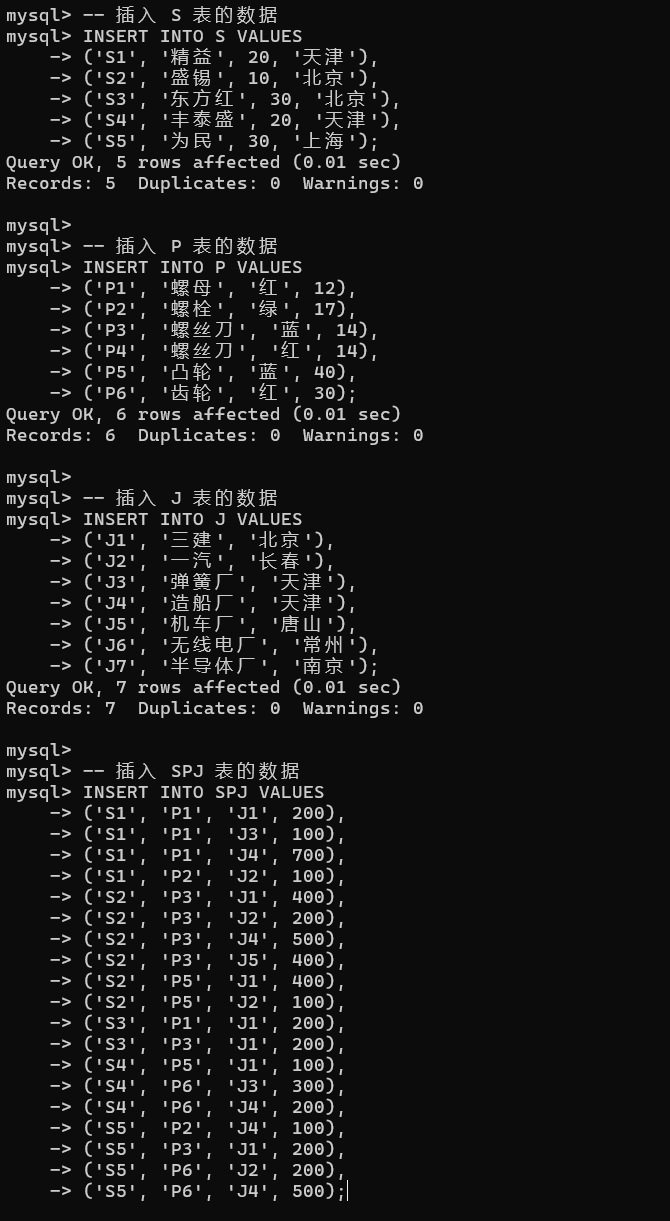 mysql> -- 插入 S 表的数据
mysql> INSERT INTO S VALUES
    -> ('S1', '精益', 20, '天津'),
    -> ('S2', '盛锡', 10, '北京'),
    -> ('S3', '东方红', 30, '北京'),
    -> ('S4', '丰泰盛', 20, '天津'),
    -> ('S5', '为民', 30, '上海');
Query OK, 5 rows affected (0.01 sec)
Records: 5  Duplicates: 0  Warnings: 0

mysql>
mysql> -- 插入 P 表的数据
mysql> INSERT INTO P VALUES
    -> ('P1', '螺母', '红', 12),
    -> ('P2', '螺栓', '绿', 17),
    -> ('P3', '螺丝刀', '蓝', 14),
    -> ('P4', '螺丝刀', '红', 14),
    -> ('P5', '凸轮', '蓝', 40),
    -> ('P6', '齿轮', '红', 30);
Query OK, 6 rows affected (0.01 sec)
Records: 6  Duplicates: 0  Warnings: 0

mysql>
mysql> -- 插入 J 表的数据
mysql> INSERT INTO J VALUES
    -> ('J1', '三建', '北京'),
    -> ('J2', '一汽', '长春'),
    -> ('J3', '弹簧厂', '天津'),
    -> ('J4', '造船厂', '天津'),
    -> ('J5', '机车厂', '唐山'),
    -> ('J6', '无线电厂', '常州'),
    -> ('J7', '半导体厂', '南京');
Query OK, 7 rows affected (0.01 sec)
Records: 7  Duplicates: 0  Warnings: 0

mysql>
mysql> -- 插入 SPJ 表的数据
mysql> INSERT INTO SPJ VALUES
    -> ('S1', 'P1', 'J1', 200),
    -> ('S1', 'P1', 'J3', 100),
    -> ('S1', 'P1', 'J4', 700),
    -> ('S1', 'P2', 'J2', 100),
    -> ('S2', 'P3', 'J1', 400),
    -> ('S2', 'P3', 'J2', 200),
    -> ('S2', 'P3', 'J4', 500),
    -> ('S2', 'P3', 'J5', 400),
    -> ('S2', 'P5', 'J1', 400),
    -> ('S2', 'P5', 'J2', 100),
    -> ('S3', 'P1', 'J1', 200),
    -> ('S3', 'P3', 'J1', 200),
    -> ('S4', 'P5', 'J1', 100),
    -> ('S4', 'P6', 'J3', 300),
    -> ('S4', 'P6', 'J4', 200),
    -> ('S5', 'P2', 'J4', 100),
    -> ('S5', 'P3', 'J1', 200),
    -> ('S5', 'P6', 'J2', 200),
    -> ('S5', 'P6', 'J4', 500);